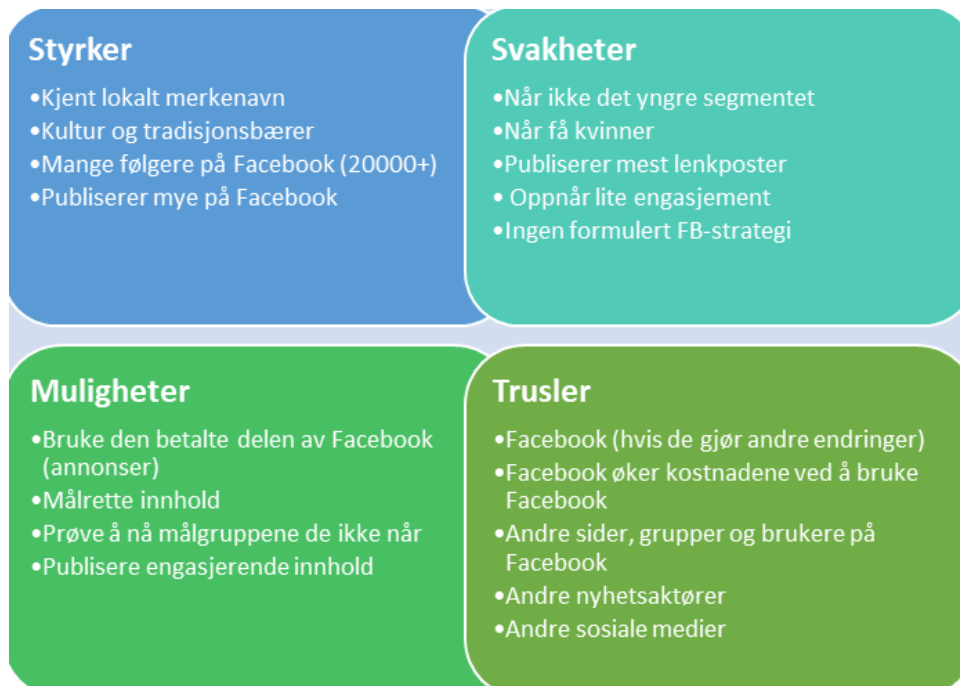 Styrker
•Kjent lokalt merkenavn
•Kultur og tradisjonsbærer
•Mange følgere på Facebook (20000+)
•Publiserer mye på Facebook
Svakheter
•Når ikke det yngre segmentet
•Når få kvinner
•Publiserer mest lenkposter
• Oppnår lite engasjement
•Ingen formulert FB-strategi
Muligheter
•Bruke den betalte delen av Facebook
(annonser)
•Målrette innhold
•Prøve å nå målgruppene de ikke når
•Publisere engasjerende innhold
Trusler
•Facebook (hvis de gjør andre endringer)
•Facebook øker kostnadene ved å bruke
Facebook
•Andre sider, grupper og brukere på
Facebook
•Andre nyhetsaktører
•Andre sosiale medier